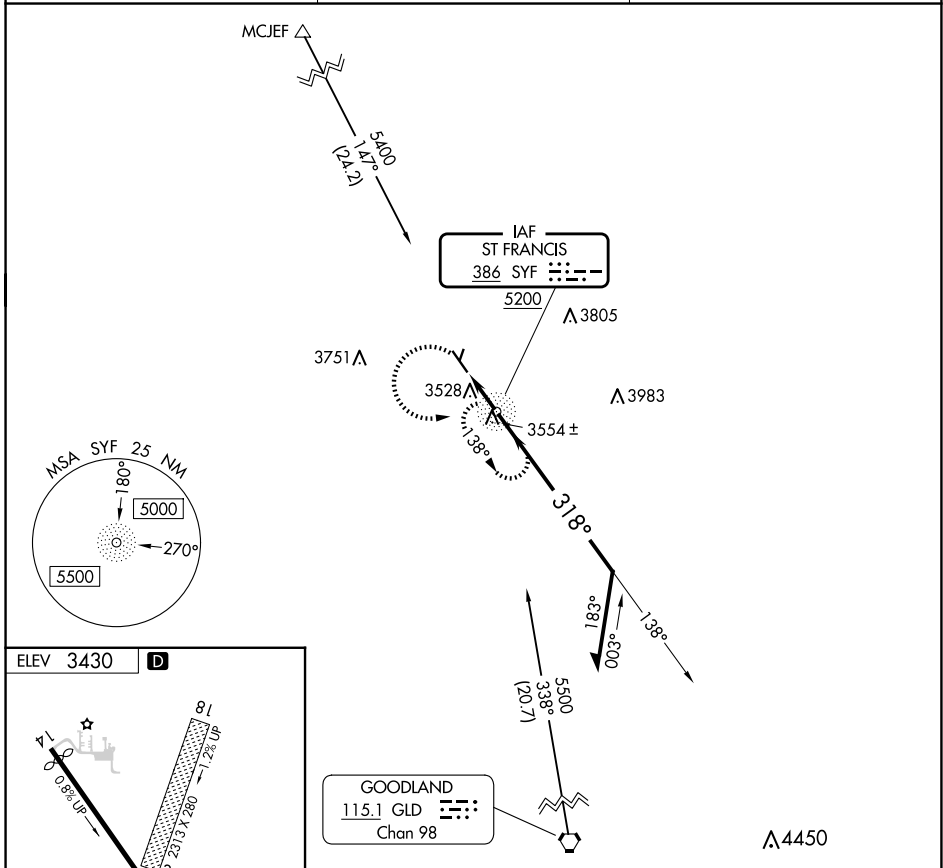 MCJEF
5400
147°
(24.2)
IAF
ST FRANCIS
386 SYF
5200
3805
3751
3528
3983
3554 ±
138°
318°
MSA SYF 25 NM
180°
5000
270°
5500
183°
003°
138°
ELEV 3430 D
5500
338°
(20.7)
14
18
0.8% UP
1.2% UP
2313 X 280
GOODLAND
115.1 GLD
Chan 98
4450